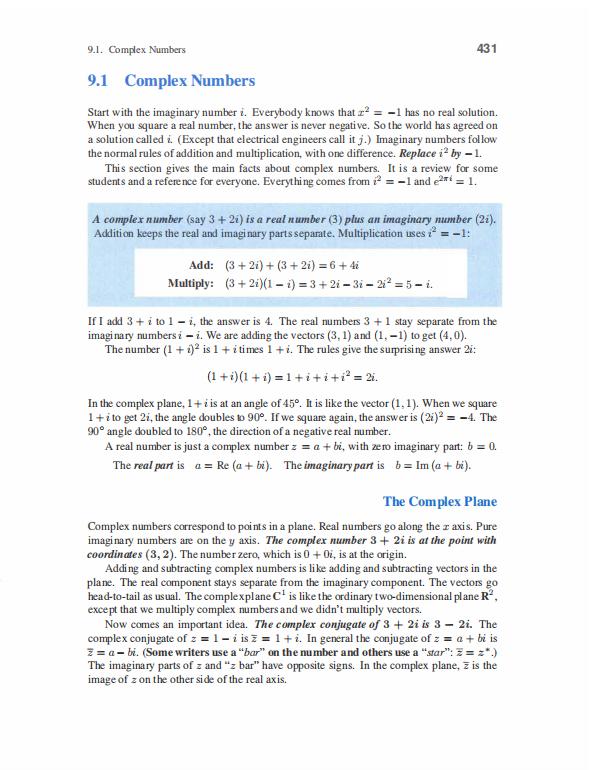 9.1. Complex Numbers 431
9.1 Complex Numbers
Start with the imaginary number i. Everybody knows that x² = −1 has no real solution.
When you square a real number, the answer is never negative. So the world has agreed on
a solution called i. (Except that electrical engineers call it j.) Imaginary numbers follow
the normal rules of addition and multiplication, with one difference. Replace i² by −1.
This section gives the main facts about complex numbers. It is a review for some
students and a reference for everyone. Everything comes from i² = −1 and e²πⁱ = 1.
A complex number (say 3 + 2i) is a real number (3) plus an imaginary number (2i).
Addition keeps the real and imaginary parts separate. Multiplication uses i² = −1:
Add: (3 + 2i) + (3 + 2i) = 6 + 4i
Multiply: (3 + 2i)(1 − i) = 3 + 2i − 3i − 2i² = 5 − i.
If I add 3 + i to 1 − i, the answer is 4. The real numbers 3 + 1 stay separate from the
imaginary numbers i − i. We are adding the vectors (3, 1) and (1, −1) to get (4, 0).
The number (1 + i)² is 1 + i times 1 + i. The rules give the surprising answer 2i:
(1 + i)(1 + i) = 1 + i + i + i² = 2i.
In the complex plane, 1 + i is at an angle of 45°. It is like the vector (1, 1). When we square
1 + i to get 2i, the angle doubles to 90°. If we square again, the answer is (2i)² = −4. The
90° angle doubled to 180°, the direction of a negative real number.
A real number is just a complex number z = a + bi, with zero imaginary part: b = 0.
The real part is a = Re (a + bi). The imaginary part is b = Im (a + bi).
The Complex Plane
Complex numbers correspond to points in a plane. Real numbers go along the x axis. Pure
imaginary numbers are on the y axis. The complex number 3 + 2i is at the point with
coordinates (3, 2). The number zero, which is 0 + 0i, is at the origin.
Adding and subtracting complex numbers is like adding and subtracting vectors in the
plane. The real component stays separate from the imaginary component. The vectors go
head-to-tail as usual. The complex plane C¹ is like the ordinary two-dimensional plane R²,
except that we multiply complex numbers and we didn't multiply vectors.
Now comes an important idea. The complex conjugate of 3 + 2i is 3 − 2i. The
complex conjugate of z = 1 − i is z̄ = 1 + i. In general the conjugate of z = a + bi is
z̄ = a − bi. (Some writers use a “bar” on the number and others use a “star”: z̄ = z*.)
The imaginary parts of z and “z bar” have opposite signs. In the complex plane, z̄ is the
image of z on the other side of the real axis.